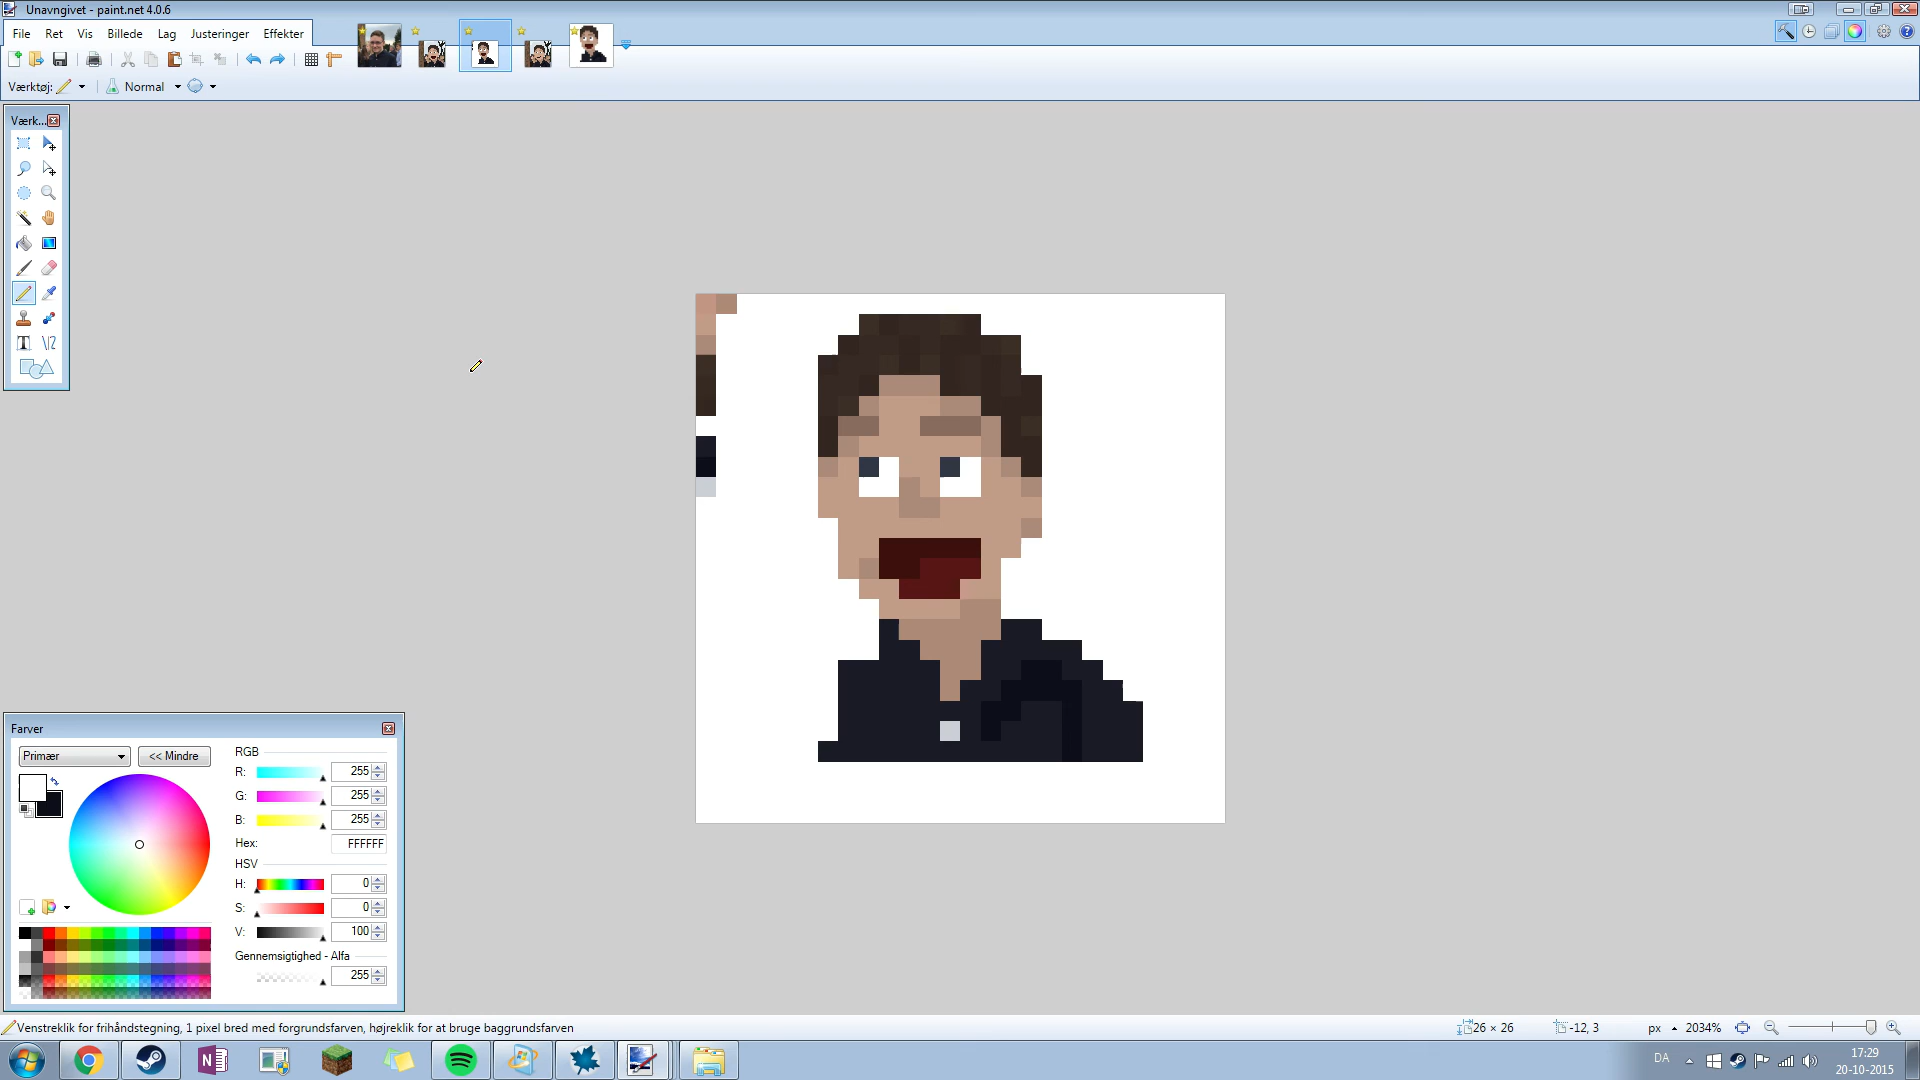 Unavngivet - paint.net 4.0.6
File Ret Vis Billede Lag Justeringer Effekter
Værktøj: Normal
Værk...
Farver
Primær << Mindre
RGB
R: 255
G: 255
B: 255
Hex: FFFFFF
HSV
H: 0
S: 0
V: 100
Gennemsigtighed - Alfa
255
Venstreklik for frihåndstegning, 1 pixel bred med forgrundsfarven, højreklik for at bruge baggrundsfarven
26 × 26 -12, 3 px 2034%
DA
17:29
20-10-2015